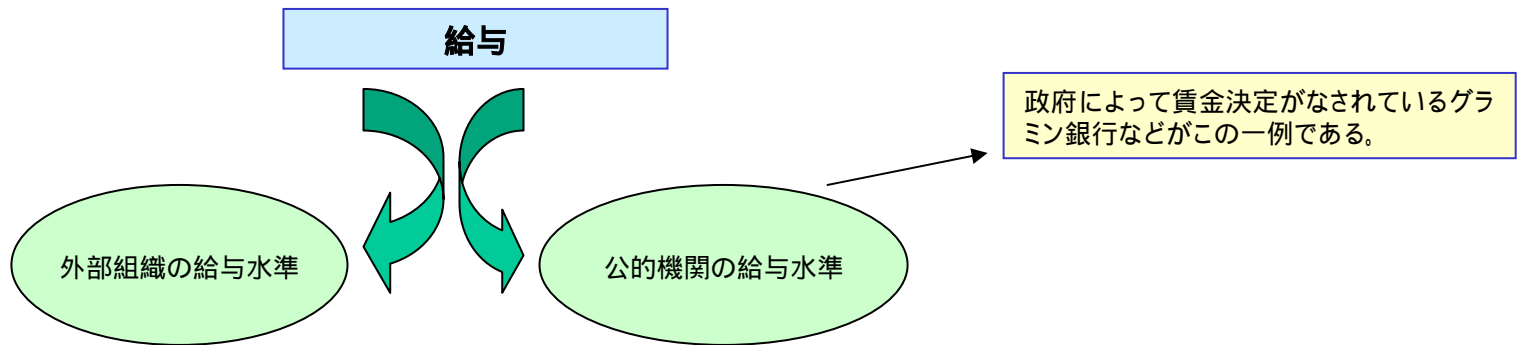 給与
政府によって賃金決定がなされているグラ
ミン銀行などがこの一例である。
外部組織の給与水準
公的機関の給与水準